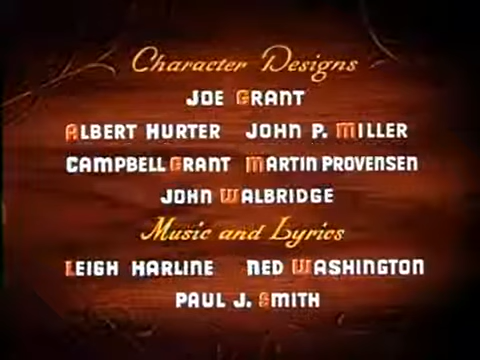 Character Designs
JOE GRANT
ALBERT HURTER JOHN P. MILLER
CAMPBELL GRANT MARTIN PROVENSEN
JOHN WALBRIDGE
Music and Lyrics
LEIGH HARLINE NED WASHINGTON
PAUL J. SMITH